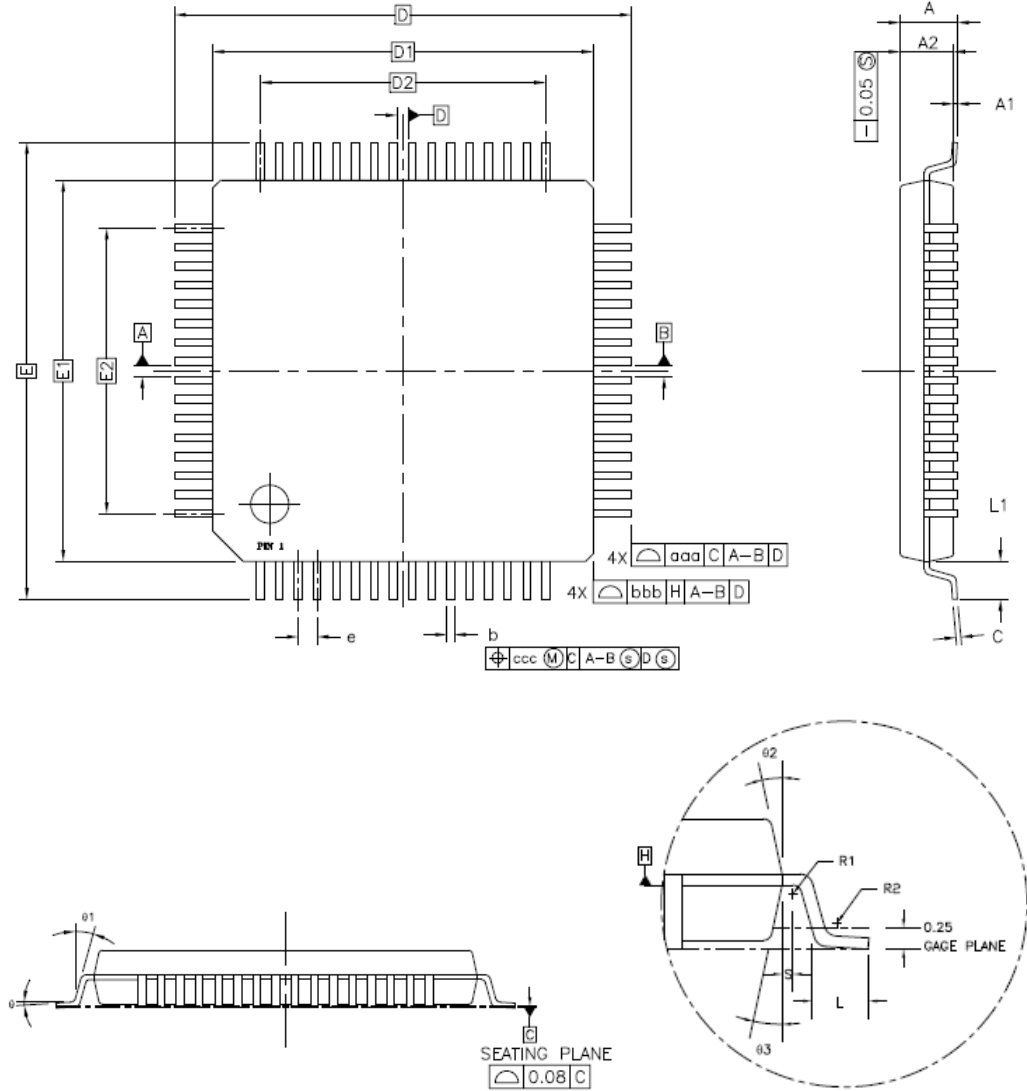 D
D1
D2
D
A
A2
A1
— 0.05 Ⓢ
E
E1
E2
A
B
PIN 1
L1
4X ⌓ aaa C A-B D
4X ⌓ bbb H A-B D
e
b
C
⌖ ccc Ⓜ C A-B ⓢ D ⓢ
θ2
H
R1
R2
0.25
GAGE PLANE
S
L
θ3
θ1
θ
C
SEATING PLANE
⌓ 0.08 C